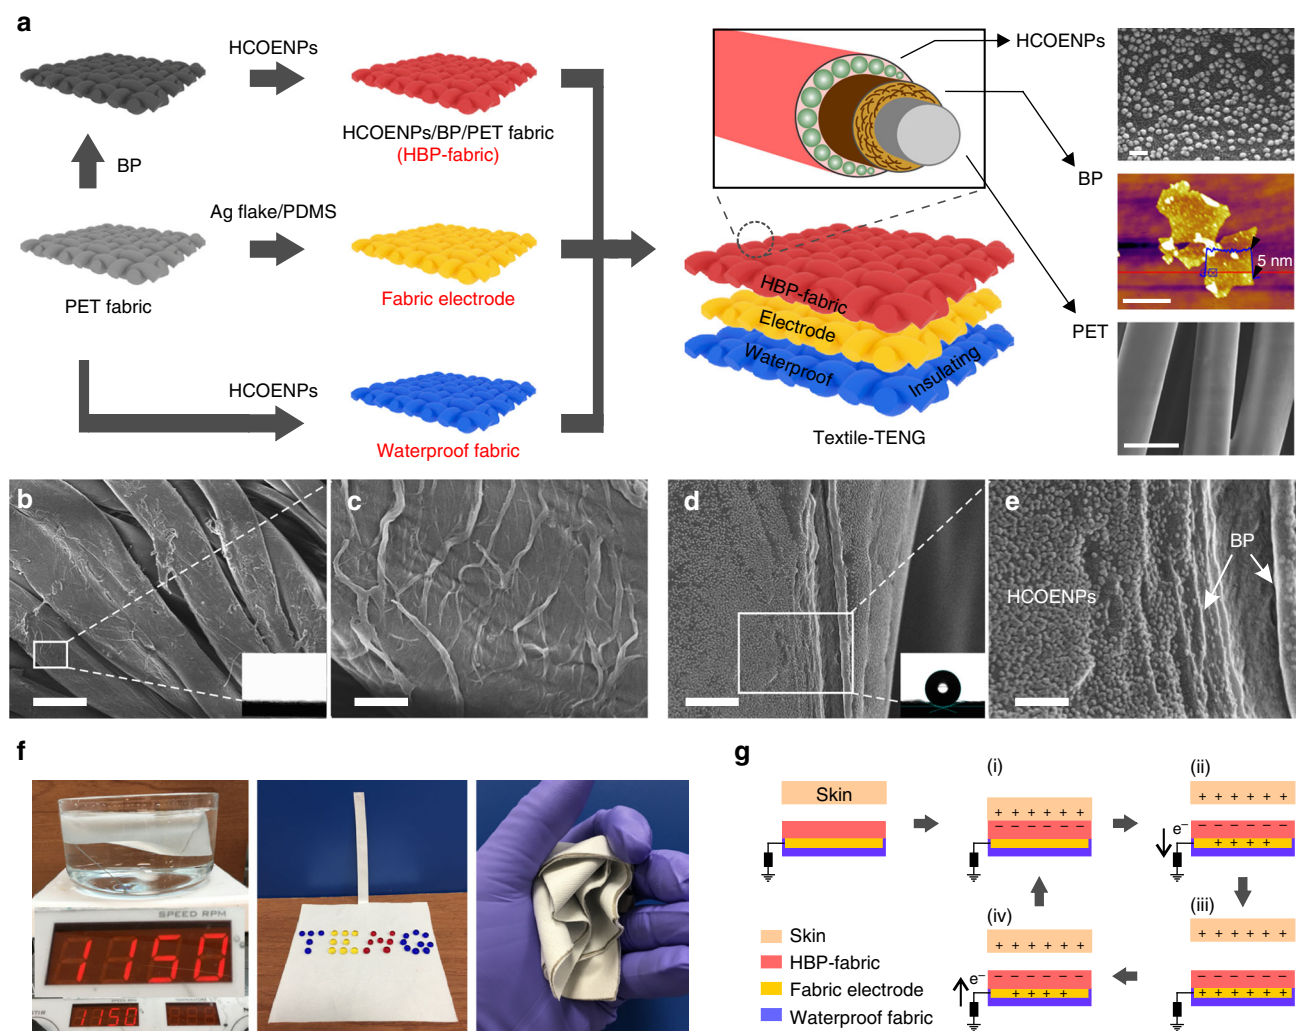 a
HCOENPs
HCOENPs/BP/PET fabric
(HBP-fabric)
BP
Ag flake/PDMS
PET fabric
Fabric electrode
HCOENPs
Waterproof fabric
HBP-fabric
Electrode
Waterproof
Insulating
Textile-TENG
HCOENPs
BP
5 nm
PET
b
c
d
e
HCOENPs
BP
f
SPEED RPM
1150
1150
TENG
g
Skin
(i)
+ + + + + +
− − − − − −
(ii)
+ + + + + +
e−
− − − − − −
+ + + +
(iii)
+ + + + + +
− − − − − −
+ + + + + +
(iv)
+ + + + + +
e−
− − − − − −
+ + + +
Skin
HBP-fabric
Fabric electrode
Waterproof fabric